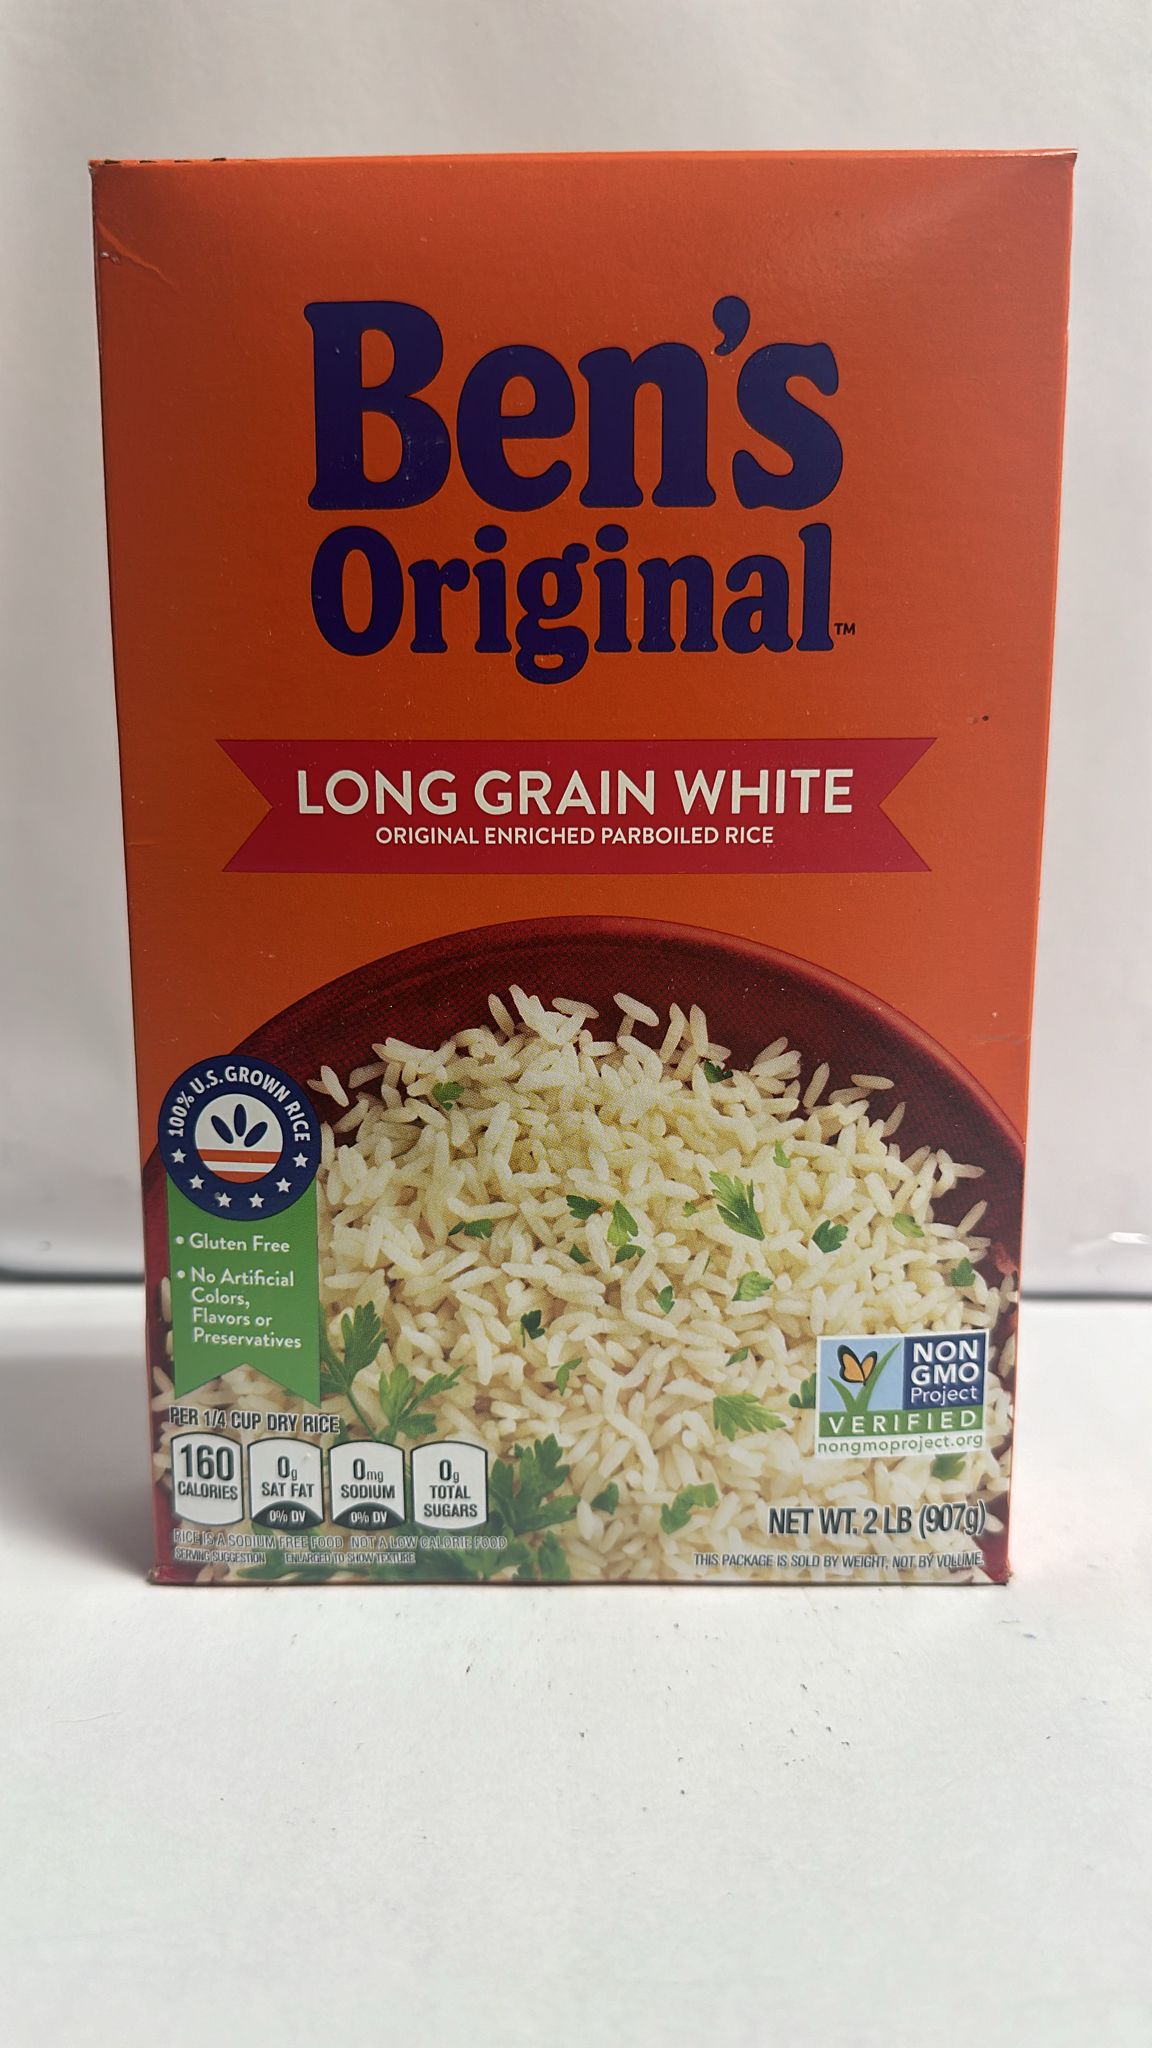 Ben's
Original™
LONG GRAIN WHITE
ORIGINAL ENRICHED PARBOILED RICE
100% U.S. GROWN RICE
• Gluten Free
• No Artificial
Colors,
Flavors or
Preservatives
NON
GMO
Project
VERIFIED
nongmoproject.org
PER 1/4 CUP DRY RICE
160
CALORIES
0g
SAT FAT
0% DV
0mg
SODIUM
0% DV
0g
TOTAL
SUGARS
RICE IS A SODIUM FREE FOOD NOT A LOW CALORIE FOOD
SERVING SUGGESTION ENLARGED TO SHOW TEXTURE
NET WT. 2 LB (907g)
THIS PACKAGE IS SOLD BY WEIGHT, NOT BY VOLUME.